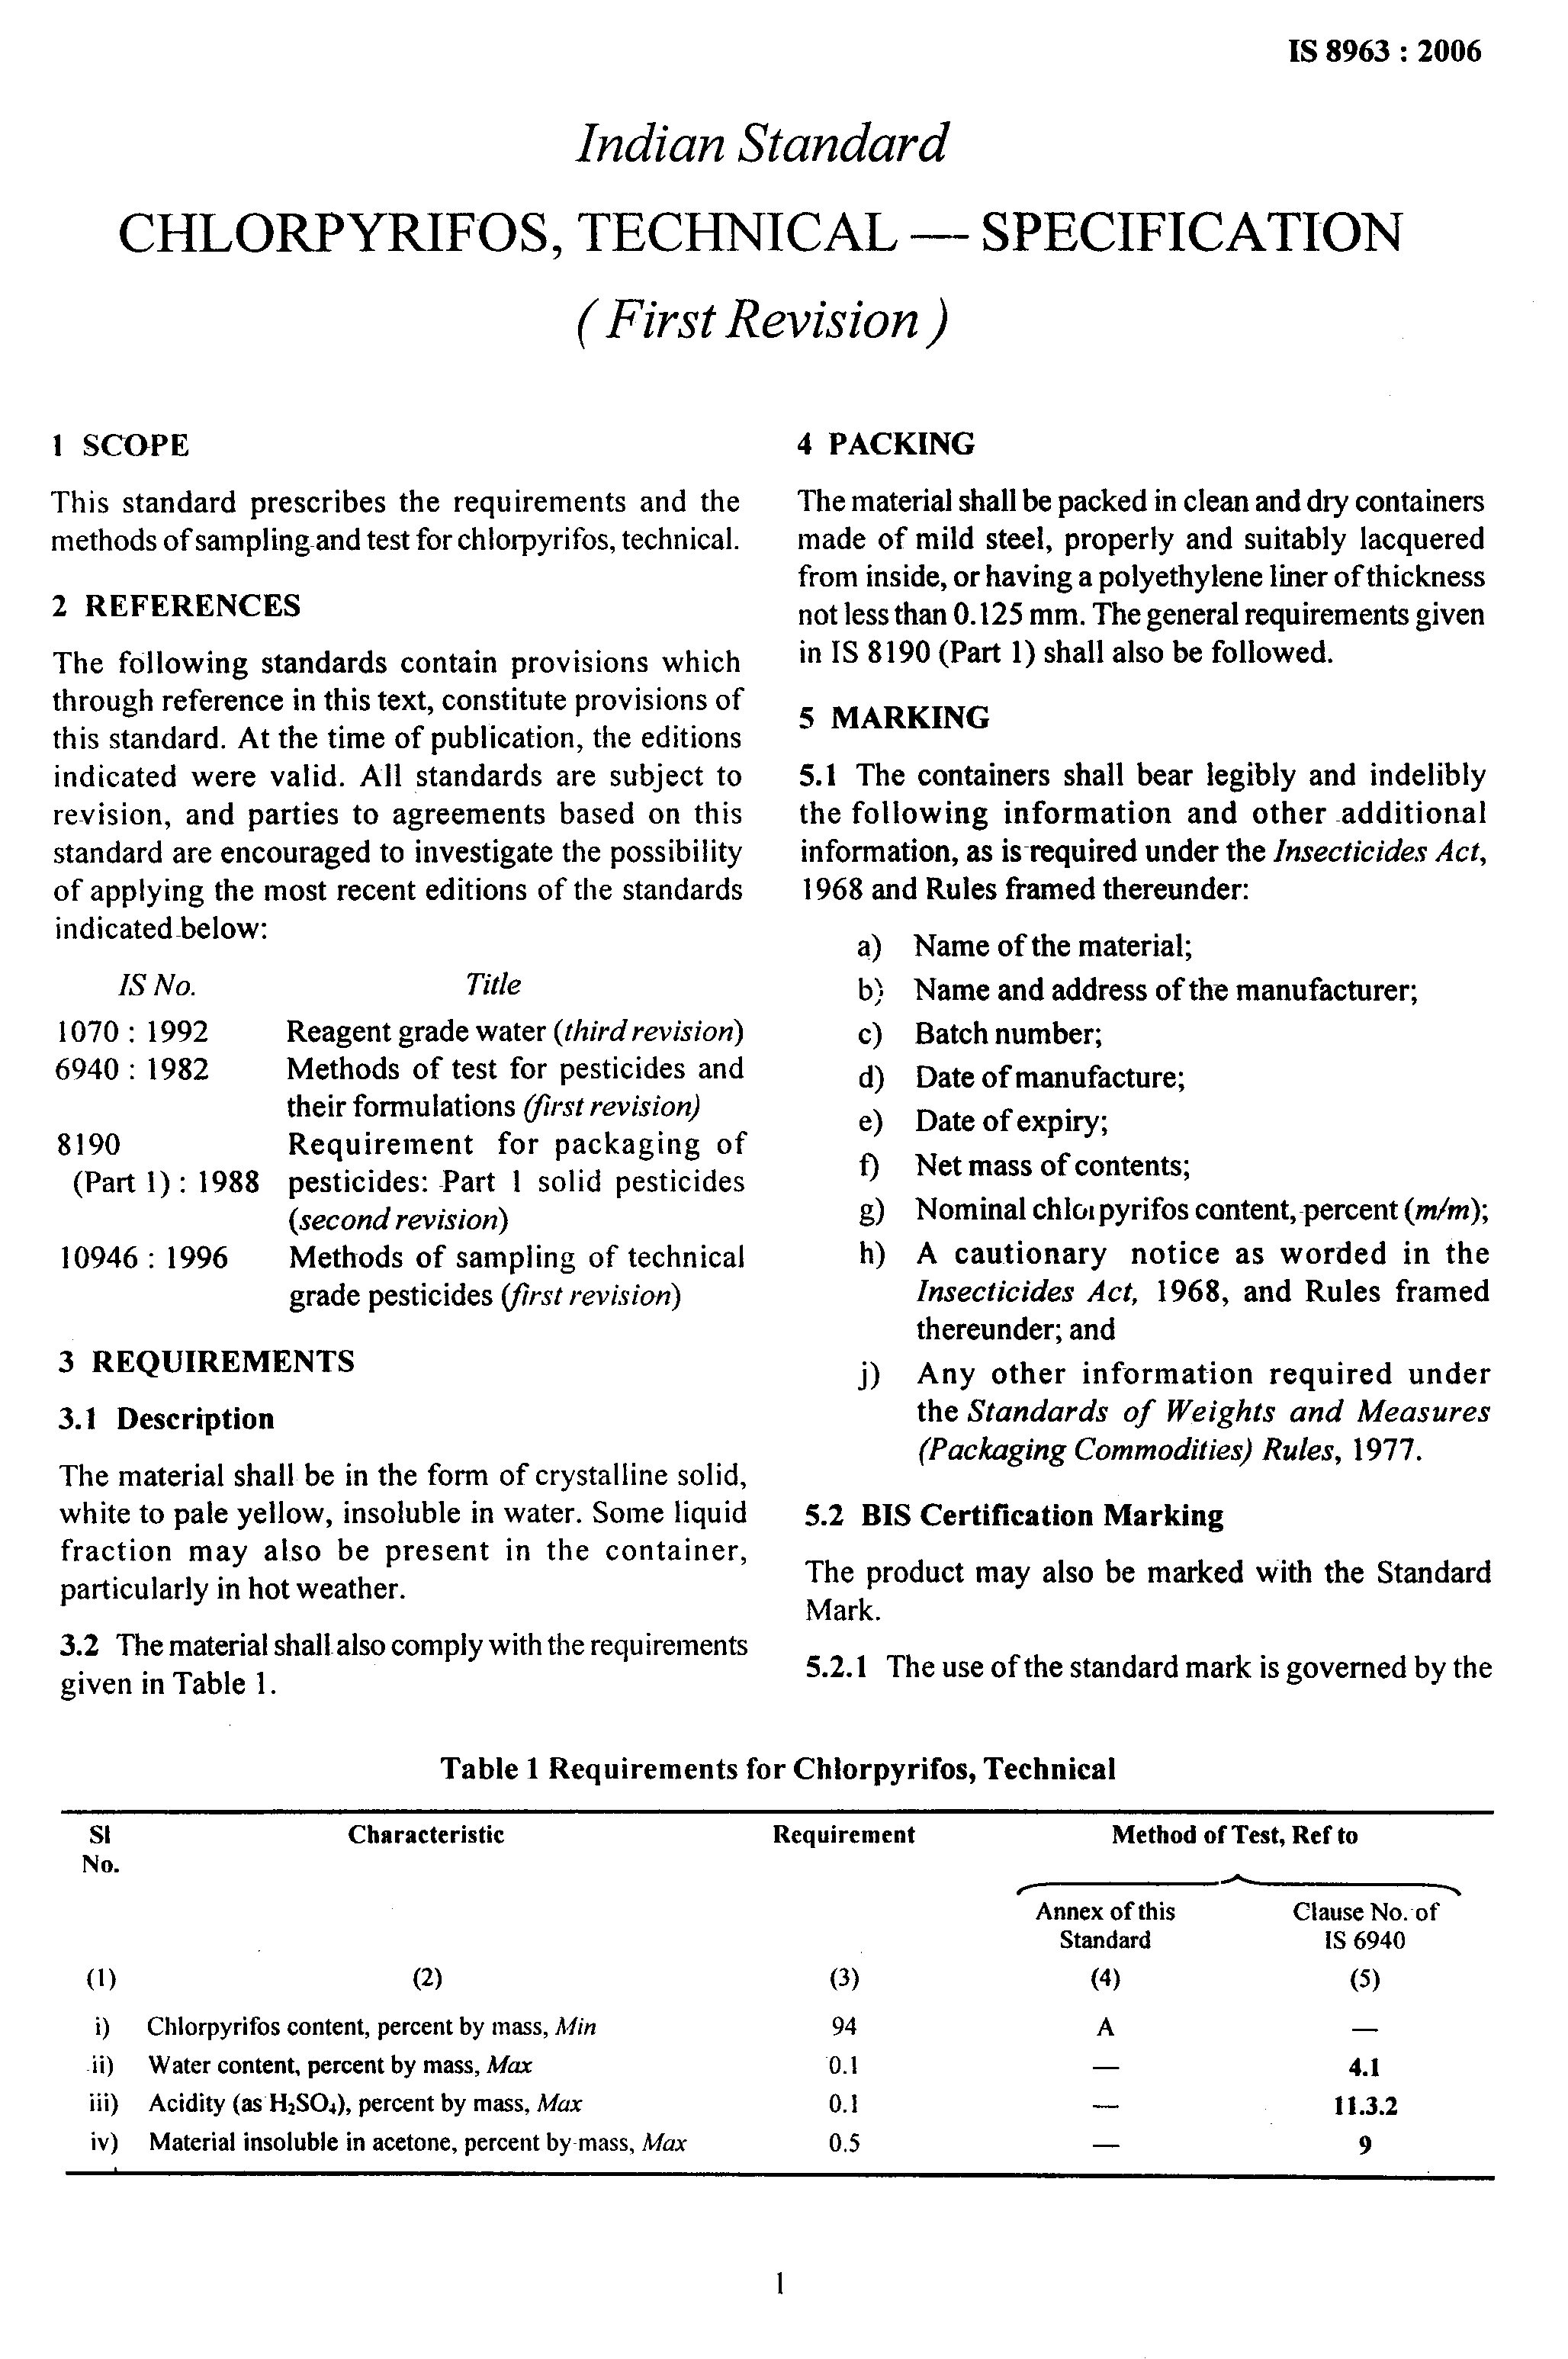 IS 8963 : 2006
Indian Standard
CHLORPYRIFOS, TECHNICAL — SPECIFICATION
( First Revision )
1 SCOPE
This standard prescribes the requirements and the
methods of sampling and test for chlorpyrifos, technical.
2 REFERENCES
The following standards contain provisions which
through reference in this text, constitute provisions of
this standard. At the time of publication, the editions
indicated were valid. All standards are subject to
revision, and parties to agreements based on this
standard are encouraged to investigate the possibility
of applying the most recent editions of the standards
indicated below:
IS No. Title
1070 : 1992 Reagent grade water (third revision)
6940 : 1982 Methods of test for pesticides and
their formulations (first revision)
8190 Requirement for packaging of
(Part 1) : 1988 pesticides: Part 1 solid pesticides
(second revision)
10946 : 1996 Methods of sampling of technical
grade pesticides (first revision)
3 REQUIREMENTS
3.1 Description
The material shall be in the form of crystalline solid,
white to pale yellow, insoluble in water. Some liquid
fraction may also be present in the container,
particularly in hot weather.
3.2 The material shall also comply with the requirements
given in Table 1.
4 PACKING
The material shall be packed in clean and dry containers
made of mild steel, properly and suitably lacquered
from inside, or having a polyethylene liner of thickness
not less than 0.125 mm. The general requirements given
in IS 8190 (Part 1) shall also be followed.
5 MARKING
5.1 The containers shall bear legibly and indelibly
the following information and other additional
information, as is required under the Insecticides Act,
1968 and Rules framed thereunder:
a) Name of the material;
b) Name and address of the manufacturer;
c) Batch number;
d) Date of manufacture;
e) Date of expiry;
f) Net mass of contents;
g) Nominal chlorpyrifos content, percent (m/m);
h) A cautionary notice as worded in the
Insecticides Act, 1968, and Rules framed
thereunder; and
j) Any other information required under
the Standards of Weights and Measures
(Packaging Commodities) Rules, 1977.
5.2 BIS Certification Marking
The product may also be marked with the Standard
Mark.
5.2.1 The use of the standard mark is governed by the
Table 1 Requirements for Chlorpyrifos, Technical
Sl Characteristic Requirement Method of Test, Ref to
No.
Annex of this Clause No. of
Standard IS 6940
(1) (2) (3) (4) (5)
i) Chlorpyrifos content, percent by mass, Min 94 A —
ii) Water content, percent by mass, Max 0.1 — 4.1
iii) Acidity (as H₂SO₄), percent by mass, Max 0.1 — 11.3.2
iv) Material insoluble in acetone, percent by mass, Max 0.5 — 9
1